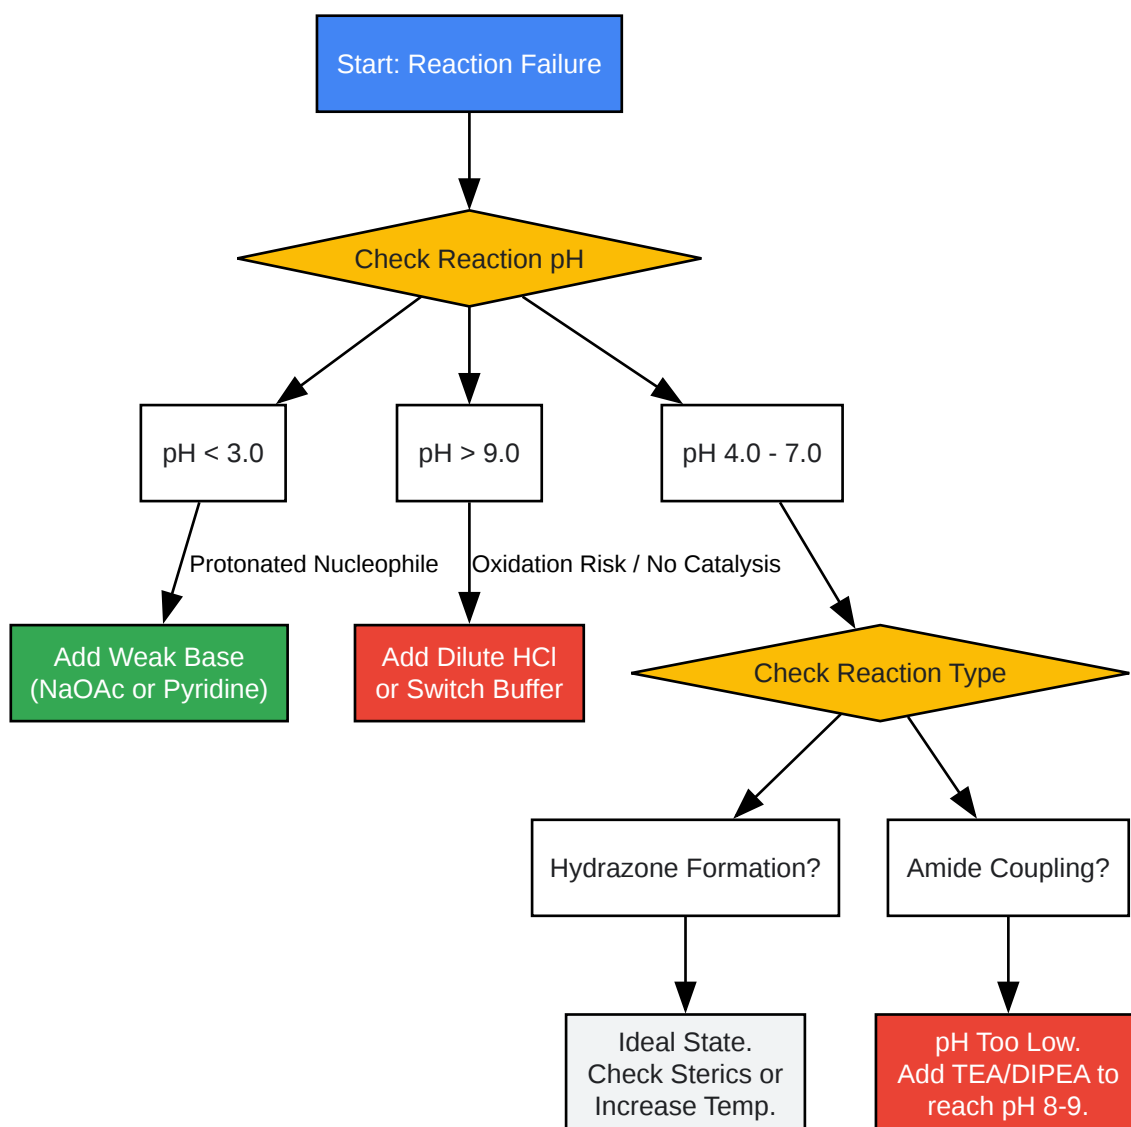 Start: Reaction Failure
Check Reaction pH
pH < 3.0
pH > 9.0
pH 4.0 - 7.0
Protonated Nucleophile
Oxidation Risk / No Catalysis
Add Weak Base
(NaOAc or Pyridine)
Add Dilute HCl
or Switch Buffer
Check Reaction Type
Hydrazone Formation?
Amide Coupling?
Ideal State.
Check Sterics or
Increase Temp.
pH Too Low.
Add TEA/DIPEA to
reach pH 8-9.